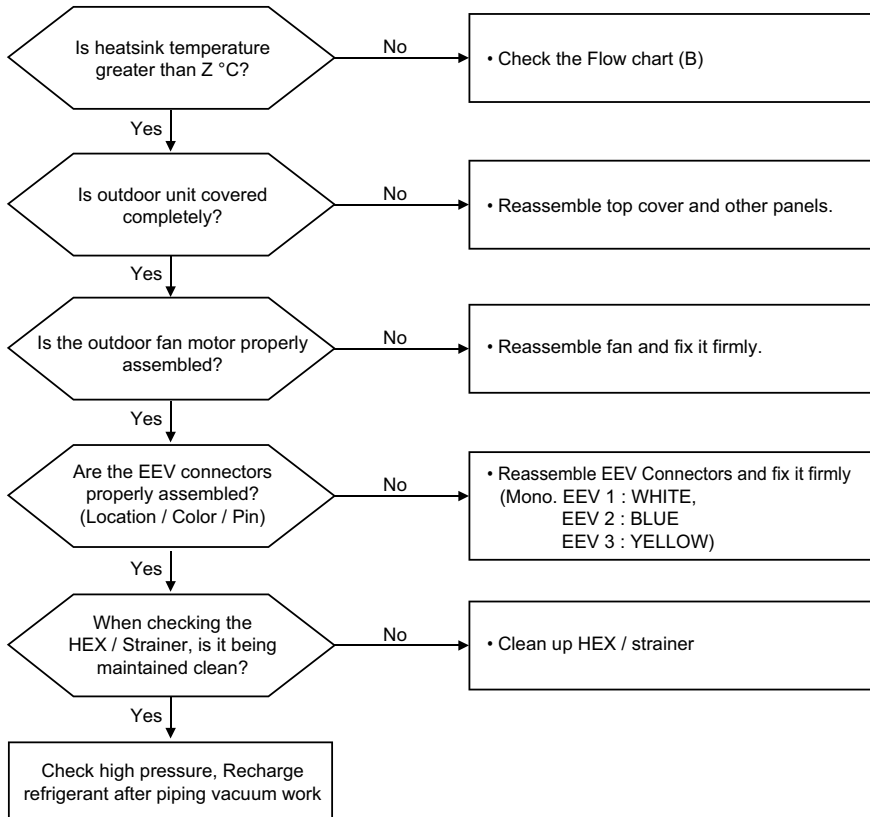 Is heatsink temperature
greater than Z °C?
No
• Check the Flow chart (B)
Yes
Is outdoor unit covered
completely?
No
• Reassemble top cover and other panels.
Yes
Is the outdoor fan motor properly
assembled?
No
• Reassemble fan and fix it firmly.
Yes
Are the EEV connectors
properly assembled?
(Location / Color / Pin)
No
• Reassemble EEV Connectors and fix it firmly
(Mono. EEV 1 : WHITE,
EEV 2 : BLUE
EEV 3 : YELLOW)
Yes
When checking the
HEX / Strainer, is it being
maintained clean?
No
• Clean up HEX / strainer
Yes
Check high pressure, Recharge
refrigerant after piping vacuum work